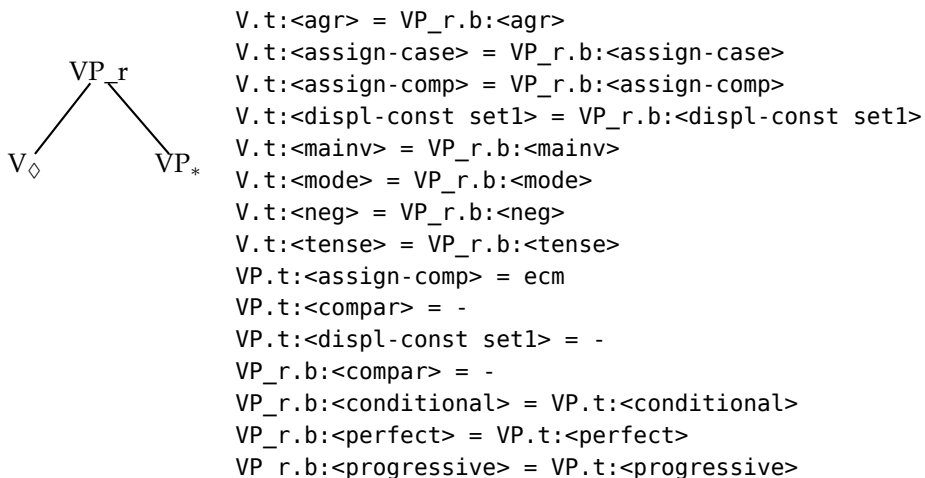 V.t:<agr> = VP_r.b:<agr>
V.t:<assign-case> = VP_r.b:<assign-case>
VP_r
V.t:<assign-comp> = VP_r.b:<assign-comp>
V.t:<displ-const set1> = VP_r.b:<displ-const set1>
V◇ VP*
V.t:<mainv> = VP_r.b:<mainv>
V.t:<mode> = VP_r.b:<mode>
V.t:<neg> = VP_r.b:<neg>
V.t:<tense> = VP_r.b:<tense>
VP.t:<assign-comp> = ecm
VP.t:<compar> = -
VP.t:<displ-const set1> = -
VP_r.b:<compar> = -
VP_r.b:<conditional> = VP.t:<conditional>
VP_r.b:<perfect> = VP.t:<perfect>
VP_r.b:<progressive> = VP.t:<progressive>